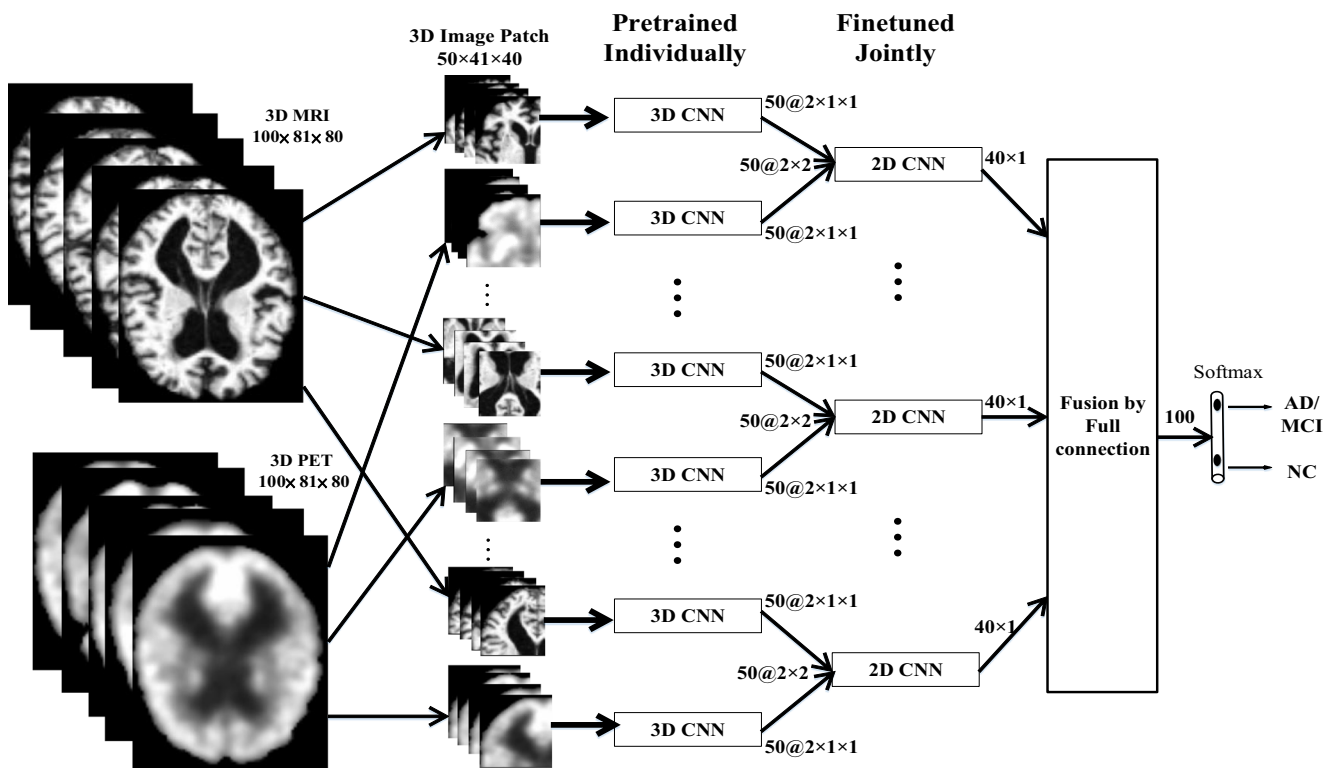 Pretrained
Individually
Finetuned
Jointly
3D Image Patch
50×41×40
3D MRI
100×81×80
3D CNN
50@2×1×1
50@2×2
2D CNN
40×1
3D CNN
50@2×1×1
3D CNN
50@2×1×1
50@2×2
2D CNN
40×1
3D CNN
50@2×1×1
3D PET
100×81×80
3D CNN
50@2×1×1
50@2×2
2D CNN
40×1
3D CNN
50@2×1×1
Fusion by
Full
connection
100
Softmax
AD/
MCI
NC